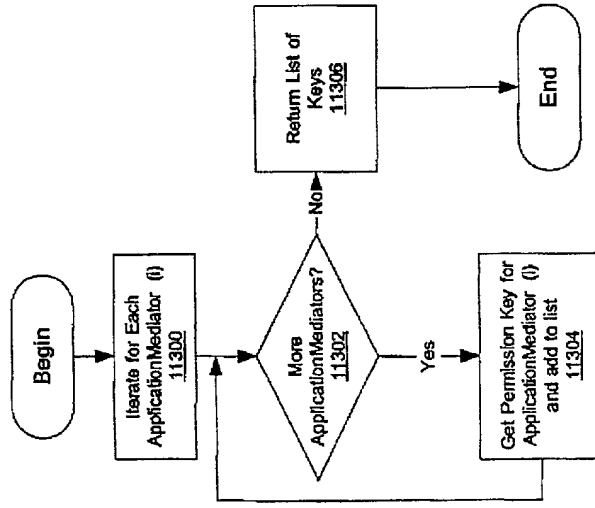 Begin
Iterate for Each
ApplicationMediator (i)
11300
More
ApplicationMediators?
11302
No
Return List of
Keys
11306
Yes
Get Permission Key for
ApplicationMediator (i)
and add to list
11304
End